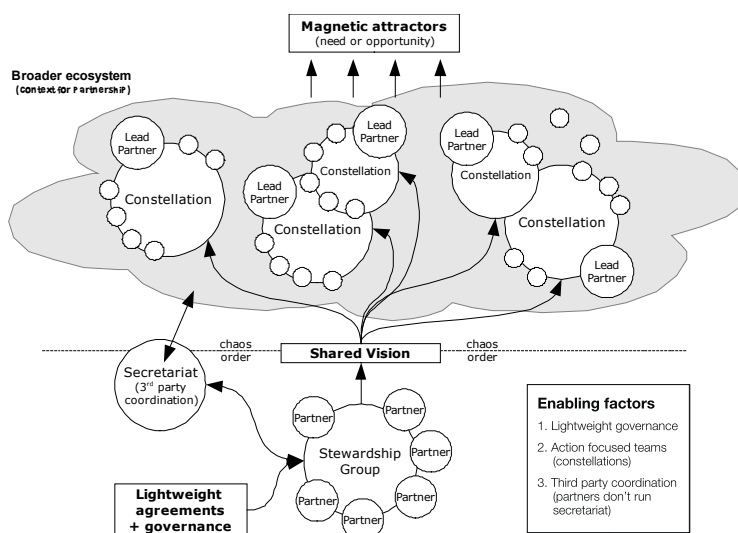 Magnetic attractors
(need or opportunity)
Broader ecosystem
(context for Partnership)
Lead
Partner
Constellation
Lead
Partner
Constellation
Lead
Partner
Constellation
Lead
Partner
Constellation
Constellation
Lead
Partner
chaos
order
Shared Vision
chaos
order
Secretariat
(3rd party
coordination)
Partner
Partner
Partner
Partner
Partner
Partner
Partner
Stewardship
Group
Lightweight
agreements
+ governance
Enabling factors
1. Lightweight governance
2. Action focused teams
(constellations)
3. Third party coordination
(partners don’t run
secretariat)